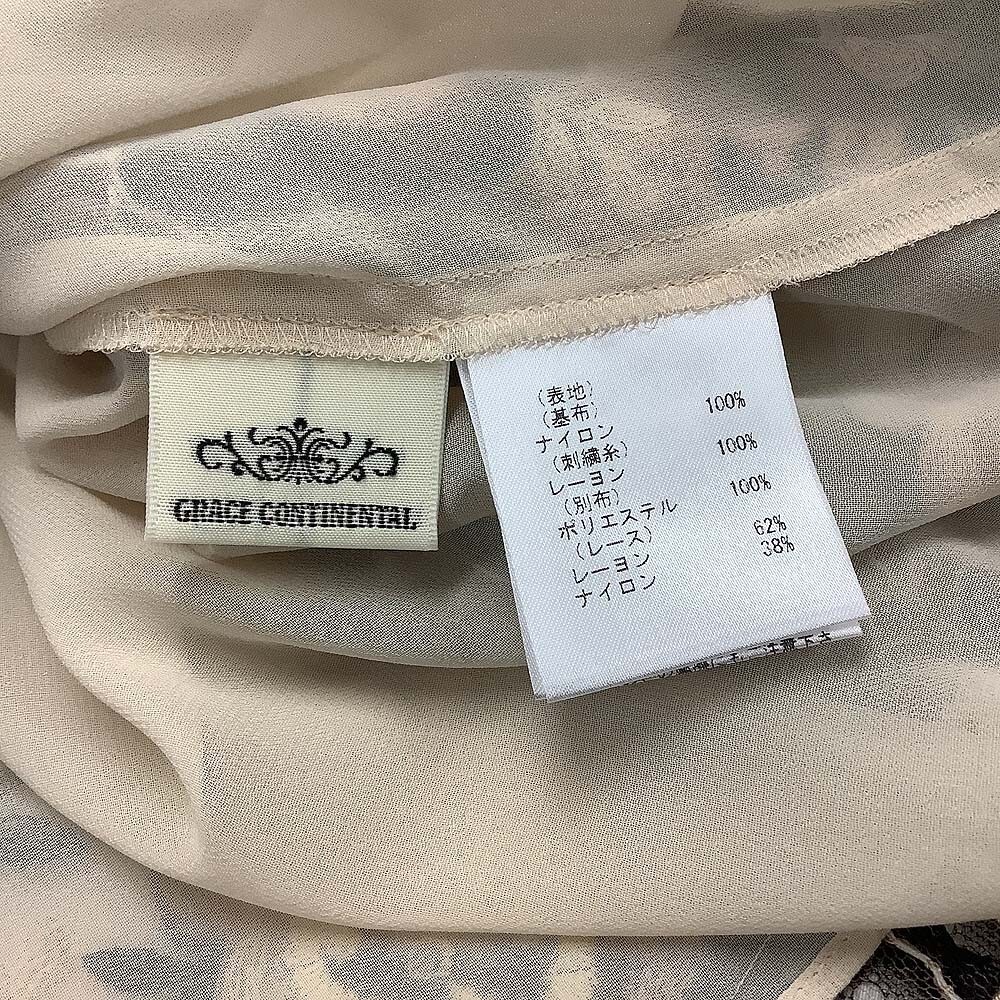 GRACE CONTINENTAL
(表地)
(基布)
ナイロン 100%
(刺繍糸)
レーヨン 100%
(別布)
ポリエステル 100%
(レース)
レーヨン 62%
ナイロン 38%